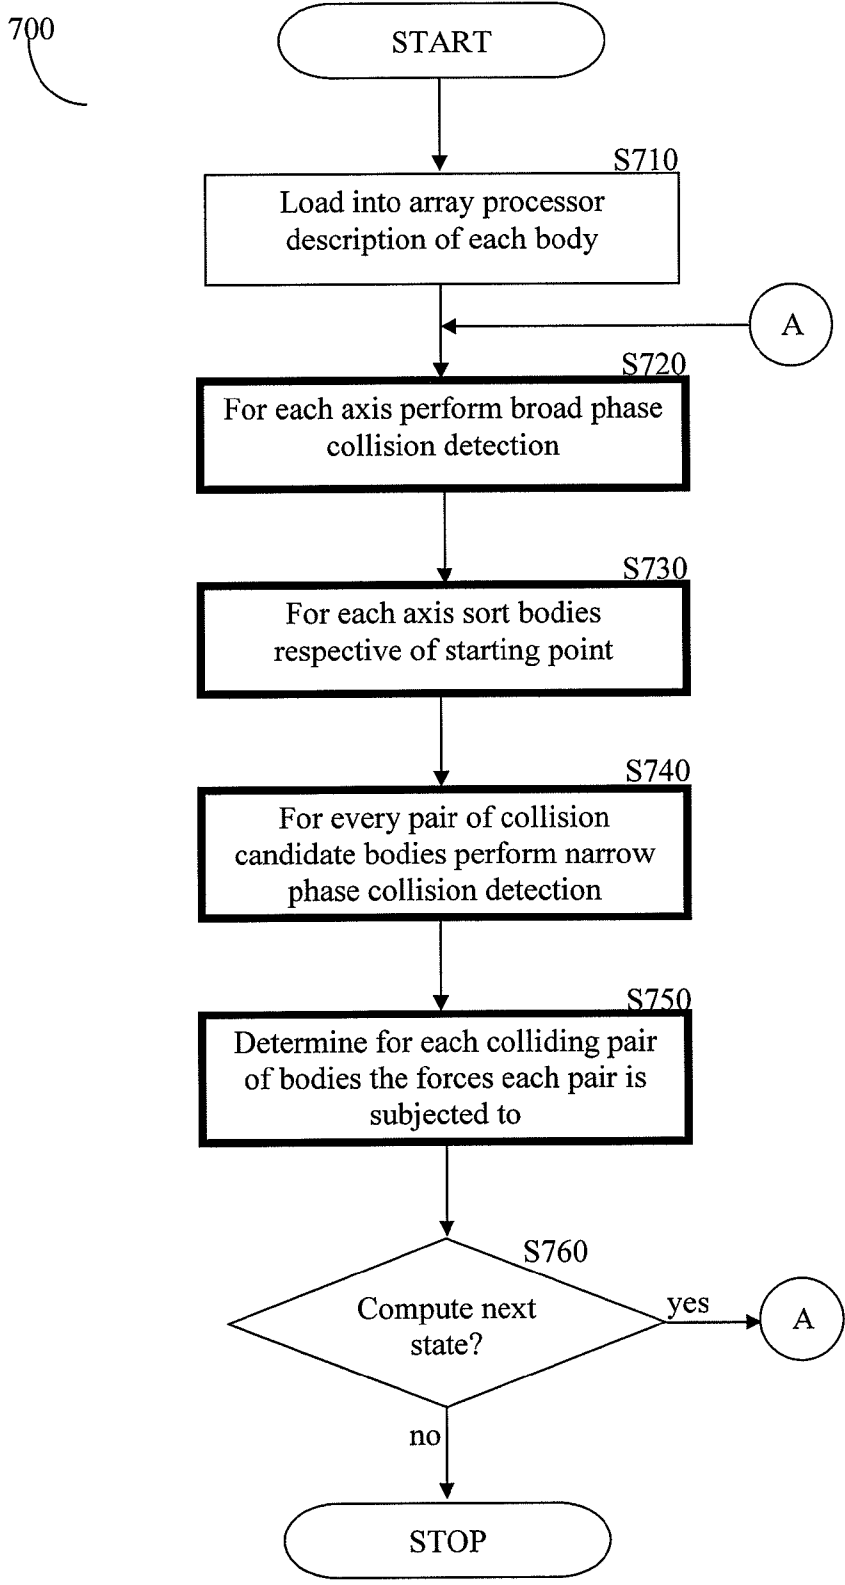 700
START
S710
Load into array processor
description of each body
A
S720
For each axis perform broad phase
collision detection
S730
For each axis sort bodies
respective of starting point
S740
For every pair of collision
candidate bodies perform narrow
phase collision detection
S750
Determine for each colliding pair
of bodies the forces each pair is
subjected to
S760
Compute next
state?
yes
A
no
STOP